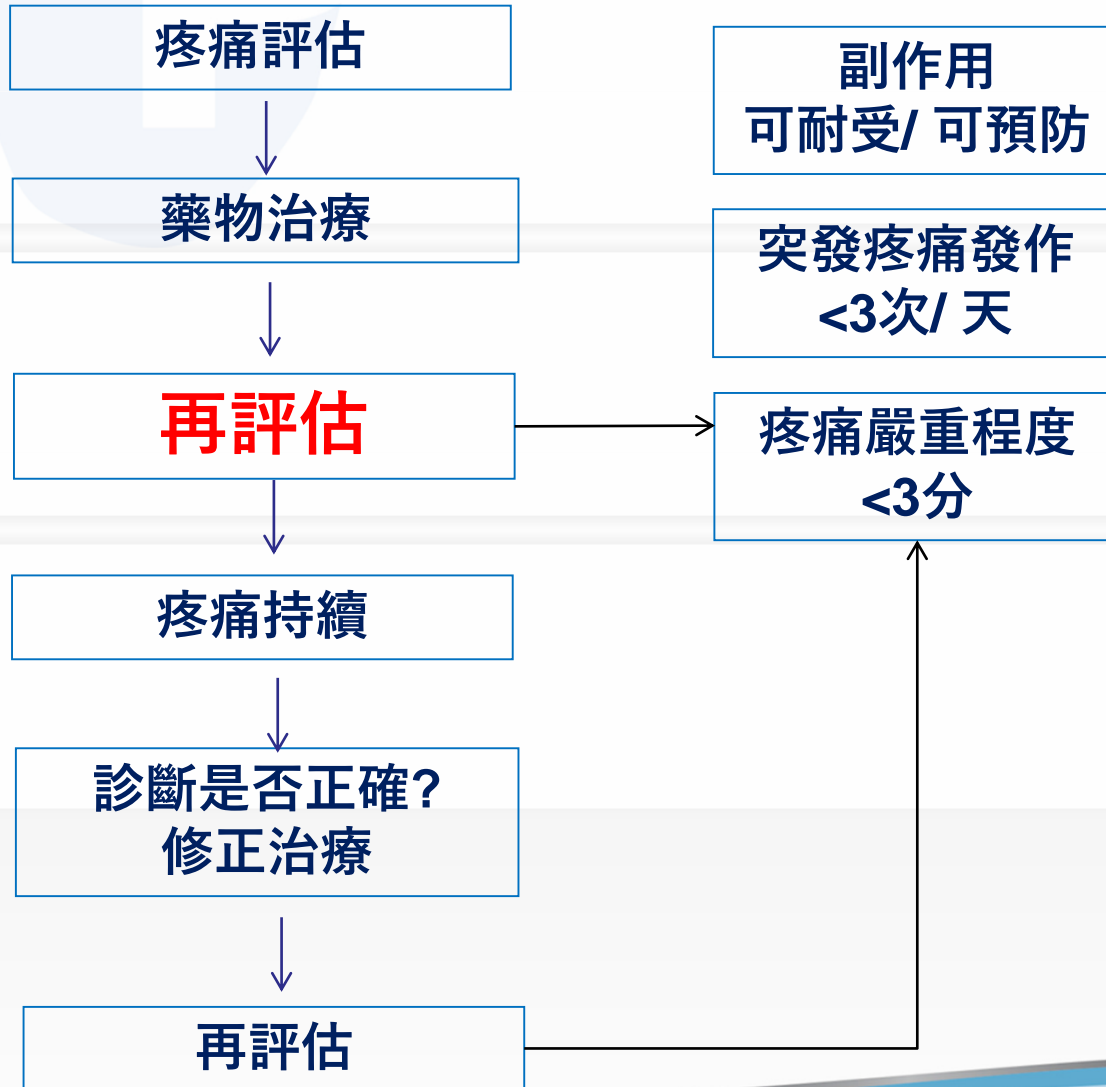 疼痛評估
藥物治療
再評估
疼痛持續
診斷是否正確?
修正治療
再評估
副作用
可耐受/ 可預防
突發疼痛發作
<3次/ 天
疼痛嚴重程度
<3分